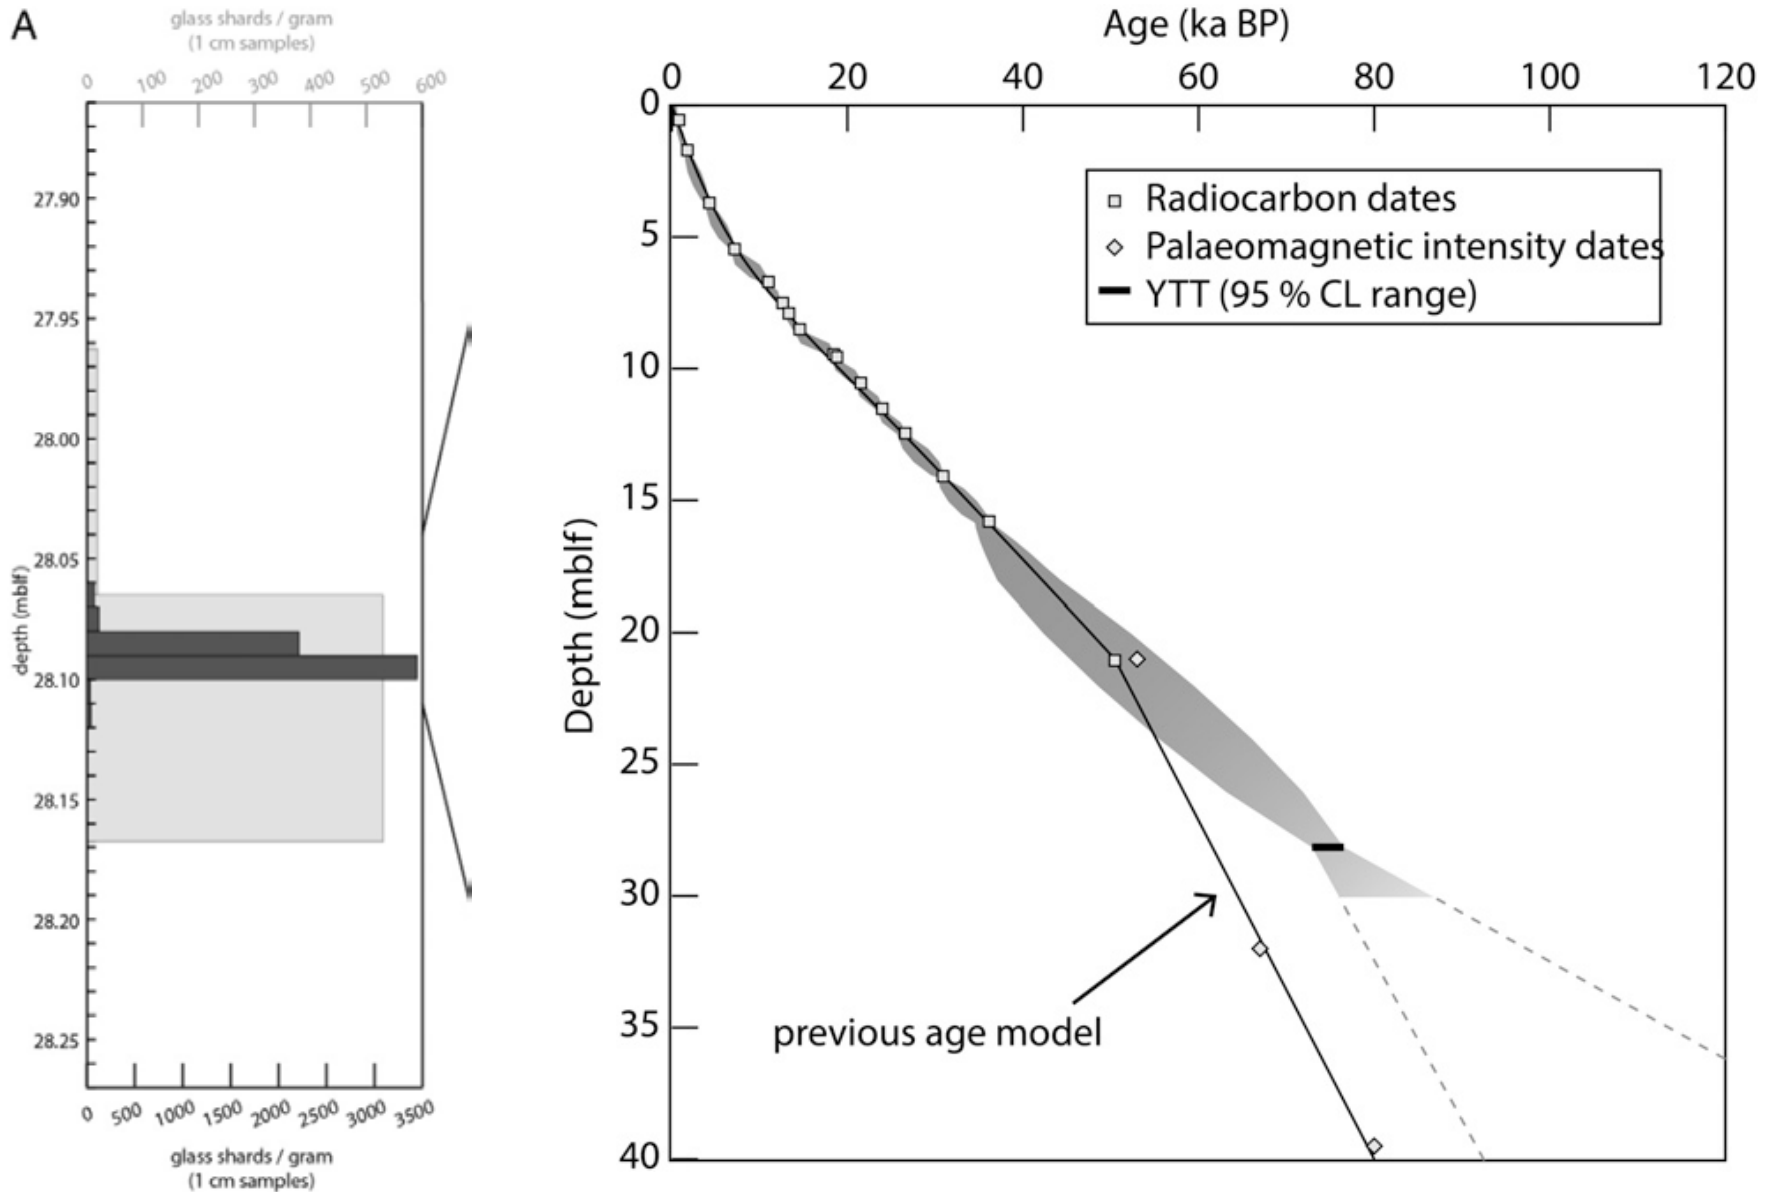 A
glass shards / gram
(1 cm samples)
0 100 200 300 400 500 600
27.90
27.95
28.00
28.05
28.10
28.15
28.20
28.25
depth (mblf)
0 500 1000 1500 2000 2500 3000 3500
glass shards / gram
(1 cm samples)
Age (ka BP)
0 20 40 60 80 100 120
0
5
10
15
20
25
30
35
40
Depth (mblf)
Radiocarbon dates
Palaeomagnetic intensity dates
YTT (95 % CL range)
previous age model